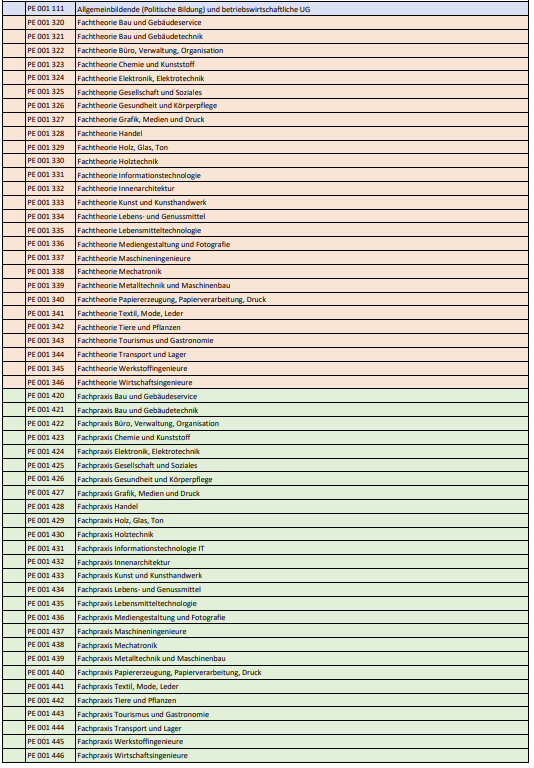 PE 001 111 Allgemeinbildende (Politische Bildung) und betriebswirtschaftliche UG
PE 001 320 Fachtheorie Bau und Gebäudeservice
PE 001 321 Fachtheorie Bau und Gebäudetechnik
PE 001 322 Fachtheorie Büro, Verwaltung, Organisation
PE 001 323 Fachtheorie Chemie und Kunststoff
PE 001 324 Fachtheorie Elektronik, Elektrotechnik
PE 001 325 Fachtheorie Gesellschaft und Soziales
PE 001 326 Fachtheorie Gesundheit und Körperpflege
PE 001 327 Fachtheorie Grafik, Medien und Druck
PE 001 328 Fachtheorie Handel
PE 001 329 Fachtheorie Holz, Glas, Ton
PE 001 330 Fachtheorie Holztechnik
PE 001 331 Fachtheorie Informationstechnologie
PE 001 332 Fachtheorie Innenarchitektur
PE 001 333 Fachtheorie Kunst und Kunsthandwerk
PE 001 334 Fachtheorie Lebens- und Genussmittel
PE 001 335 Fachtheorie Lebensmitteltechnologie
PE 001 336 Fachtheorie Mediengestaltung und Fotografie
PE 001 337 Fachtheorie Maschineningenieure
PE 001 338 Fachtheorie Mechatronik
PE 001 339 Fachtheorie Metalltechnik und Maschinenbau
PE 001 340 Fachtheorie Papiererzeugung, Papierverarbeitung, Druck
PE 001 341 Fachtheorie Textil, Mode, Leder
PE 001 342 Fachtheorie Tiere und Pflanzen
PE 001 343 Fachtheorie Tourismus und Gastronomie
PE 001 344 Fachtheorie Transport und Lager
PE 001 345 Fachtheorie Werkstoffingenieure
PE 001 346 Fachtheorie Wirtschaftsingenieure
PE 001 420 Fachpraxis Bau und Gebäudeservice
PE 001 421 Fachpraxis Bau und Gebäudetechnik
PE 001 422 Fachpraxis Büro, Verwaltung, Organisation
PE 001 423 Fachpraxis Chemie und Kunststoff
PE 001 424 Fachpraxis Elektronik, Elektrotechnik
PE 001 425 Fachpraxis Gesellschaft und Soziales
PE 001 426 Fachpraxis Gesundheit und Körperpflege
PE 001 427 Fachpraxis Grafik, Medien und Druck
PE 001 428 Fachpraxis Handel
PE 001 429 Fachpraxis Holz, Glas, Ton
PE 001 430 Fachpraxis Holztechnik
PE 001 431 Fachpraxis Informationstechnologie IT
PE 001 432 Fachpraxis Innenarchitektur
PE 001 433 Fachpraxis Kunst und Kunsthandwerk
PE 001 434 Fachpraxis Lebens- und Genussmittel
PE 001 435 Fachpraxis Lebensmitteltechnologie
PE 001 436 Fachpraxis Mediengestaltung und Fotografie
PE 001 437 Fachpraxis Maschineningenieure
PE 001 438 Fachpraxis Mechatronik
PE 001 439 Fachpraxis Metalltechnik und Maschinenbau
PE 001 440 Fachpraxis Papiererzeugung, Papierverarbeitung, Druck
PE 001 441 Fachpraxis Textil, Mode, Leder
PE 001 442 Fachpraxis Tiere und Pflanzen
PE 001 443 Fachpraxis Tourismus und Gastronomie
PE 001 444 Fachpraxis Transport und Lager
PE 001 445 Fachpraxis Werkstoffingenieure
PE 001 446 Fachpraxis Wirtschaftsingenieure